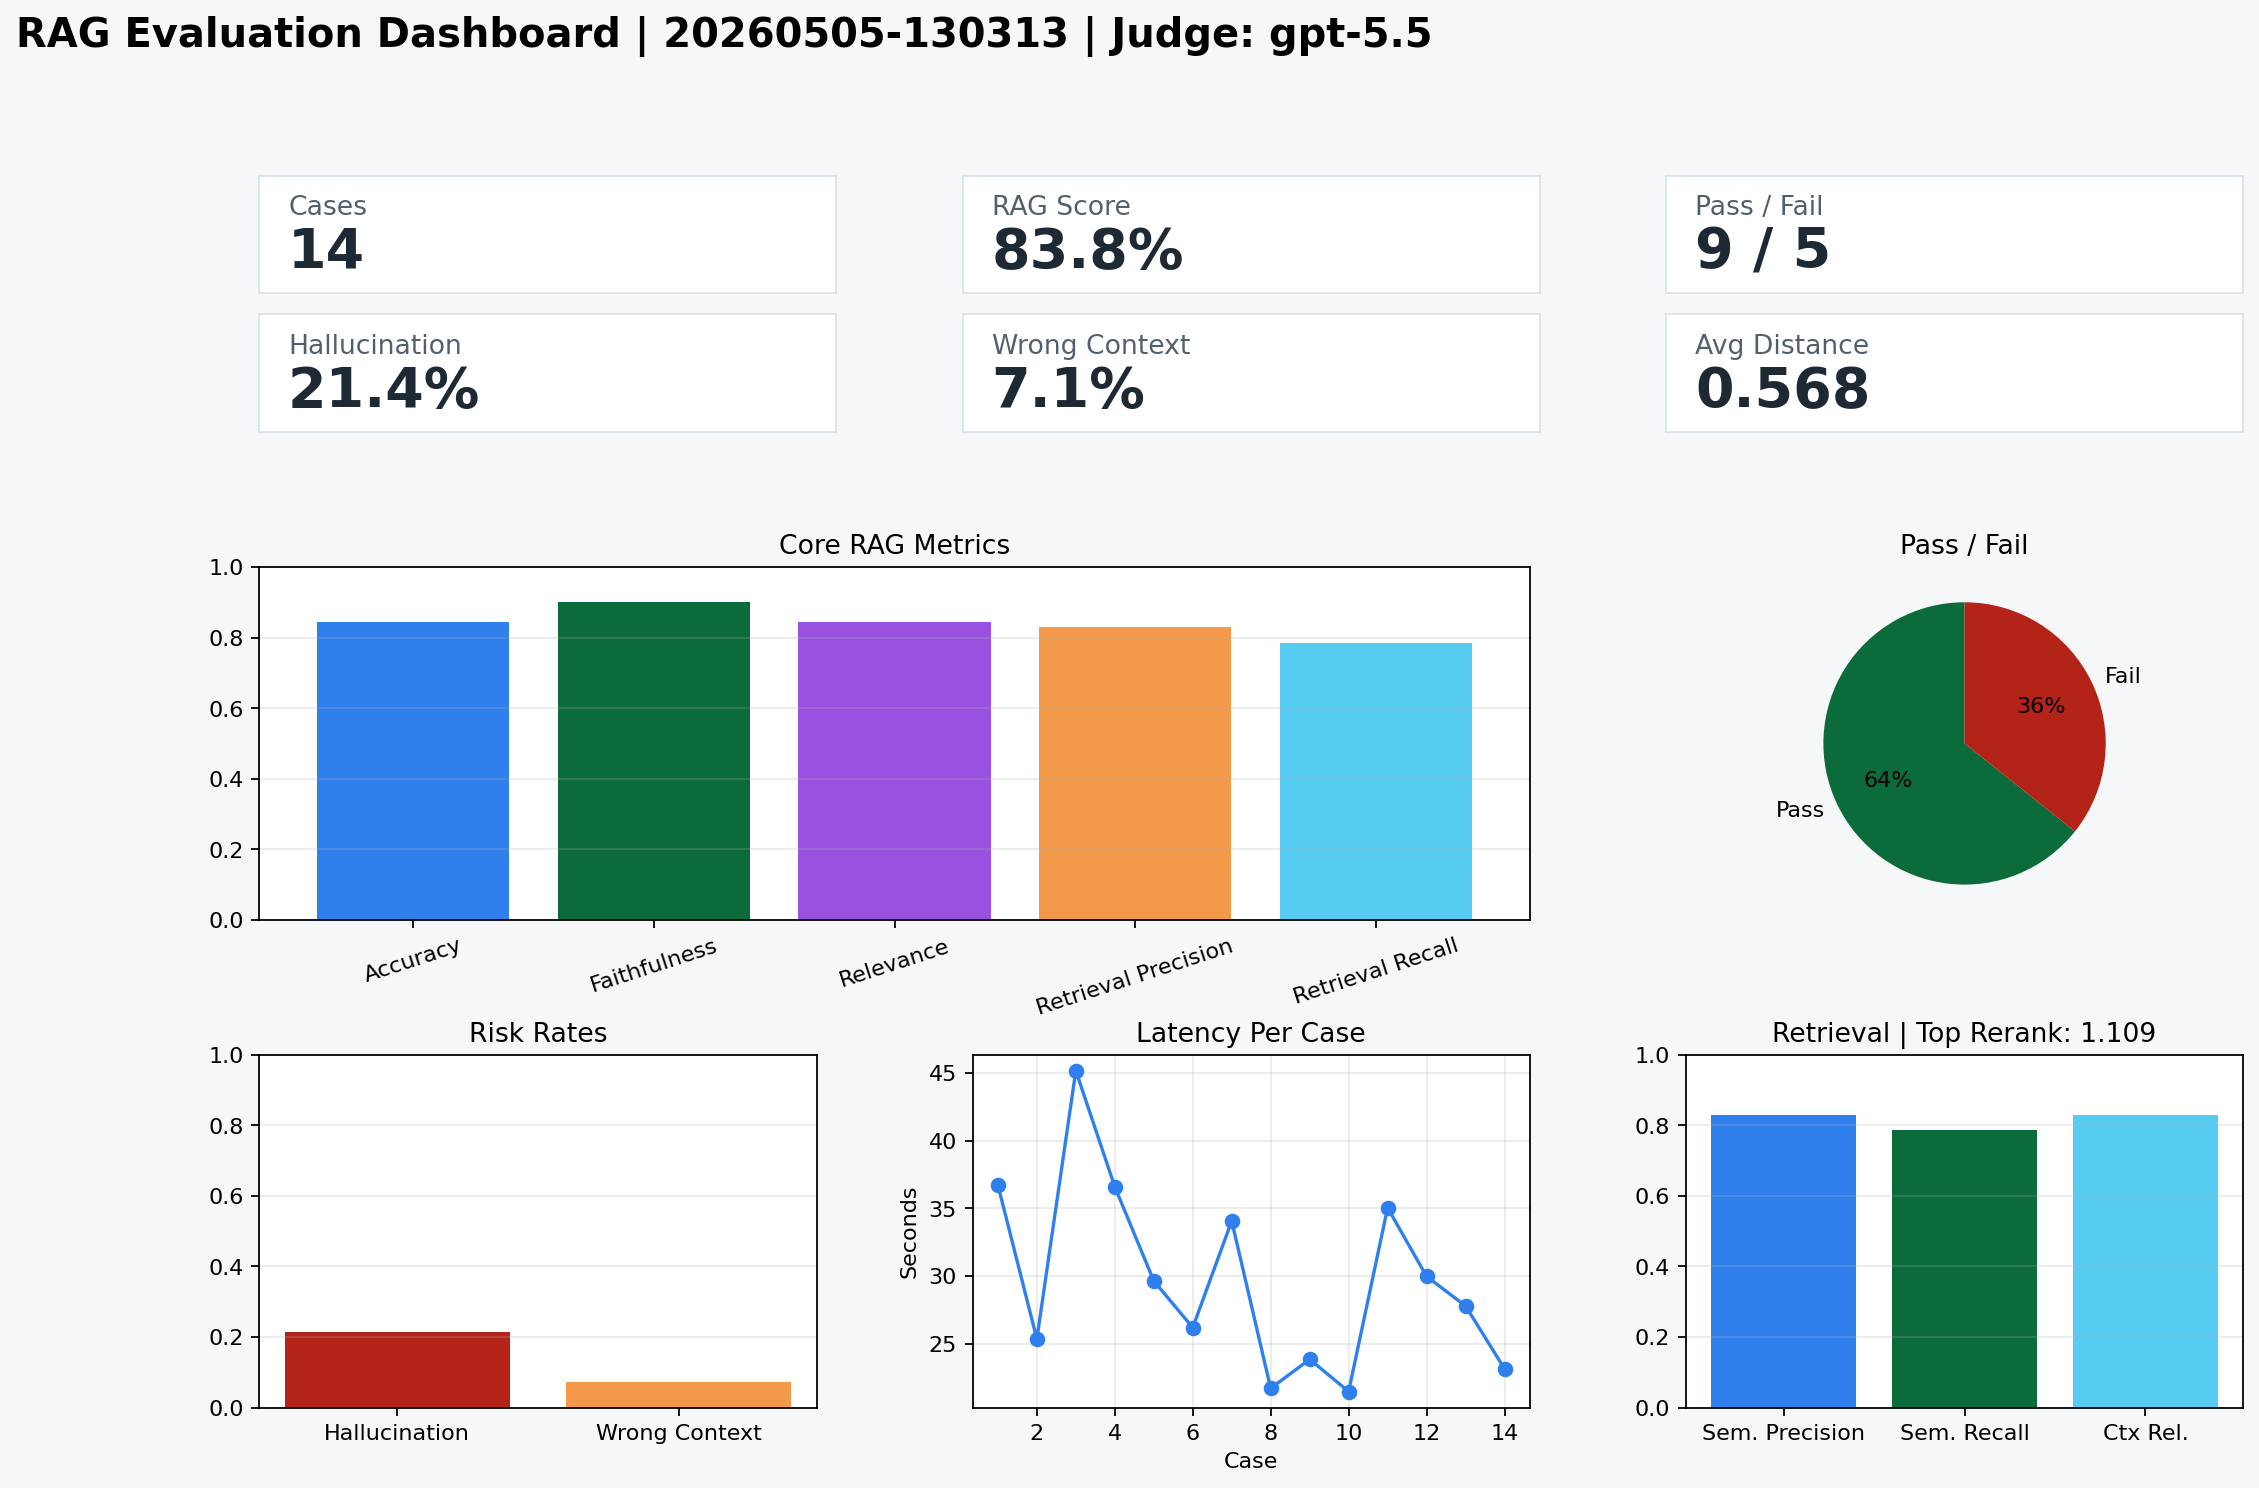 RAG Evaluation Dashboard | 20260505-130313 | Judge: gpt-5.5
Cases
14
RAG Score
83.8%
Pass / Fail
9 / 5
Hallucination
21.4%
Wrong Context
7.1%
Avg Distance
0.568
Core RAG Metrics
1.0
0.8
0.6
0.4
0.2
0.0
Accuracy
Faithfulness
Relevance
Retrieval Precision
Retrieval Recall
Pass / Fail
Fail
36%
64%
Pass
Risk Rates
1.0
0.8
0.6
0.4
0.2
0.0
Hallucination
Wrong Context
Latency Per Case
Seconds
45
40
35
30
25
2
4
6
8
10
12
14
Case
Retrieval | Top Rerank: 1.109
1.0
0.8
0.6
0.4
0.2
0.0
Sem. Precision
Sem. Recall
Ctx Rel.